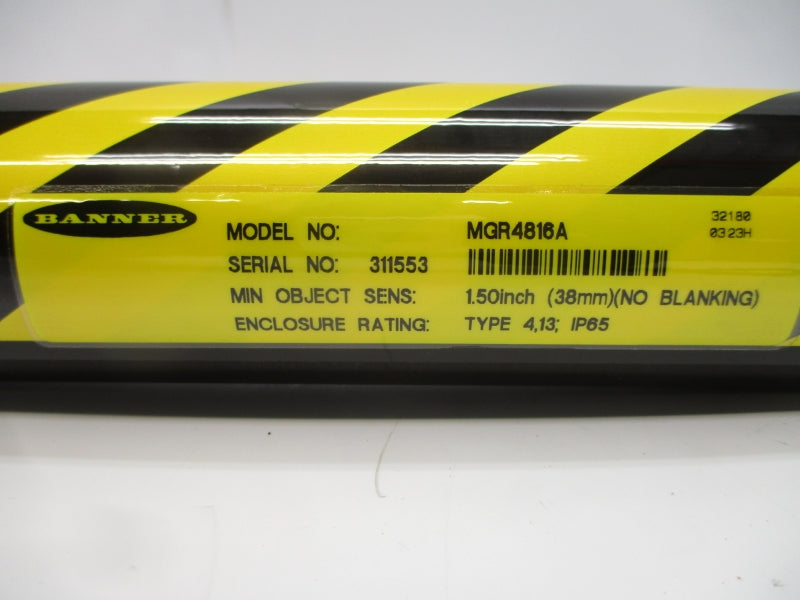 BANNER
MODEL NO: MGR4816A
SERIAL NO: 311553
MIN OBJECT SENS: 1.50inch (38mm)(NO BLANKING)
ENCLOSURE RATING: TYPE 4,13; IP65
32180
0323H